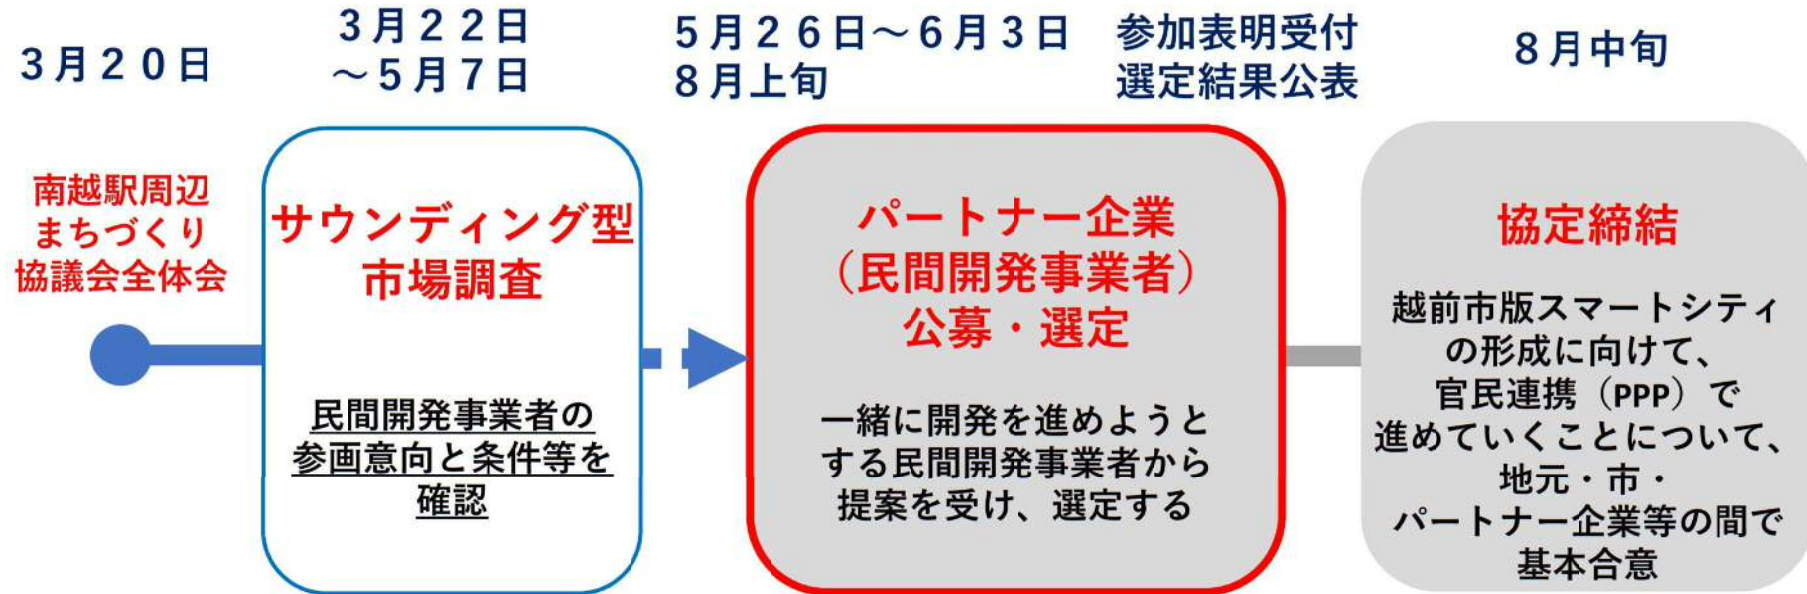 3月20日
南越駅周辺
まちづくり
協議会全体会
3月22日
～5月7日
サウンディング型
市場調査
民間開発事業者の
参画意向と条件等を
確認
5月26日～6月3日 参加表明受付
8月上旬 選定結果公表
パートナー企業
（民間開発事業者）
公募・選定
一緒に開発を進めようと
する民間開発事業者から
提案を受け、選定する
8月中旬
協定締結
越前市版スマートシティ
の形成に向けて、
官民連携（PPP）で
進めていくことについて、
地元・市・
パートナー企業等の間で
基本合意